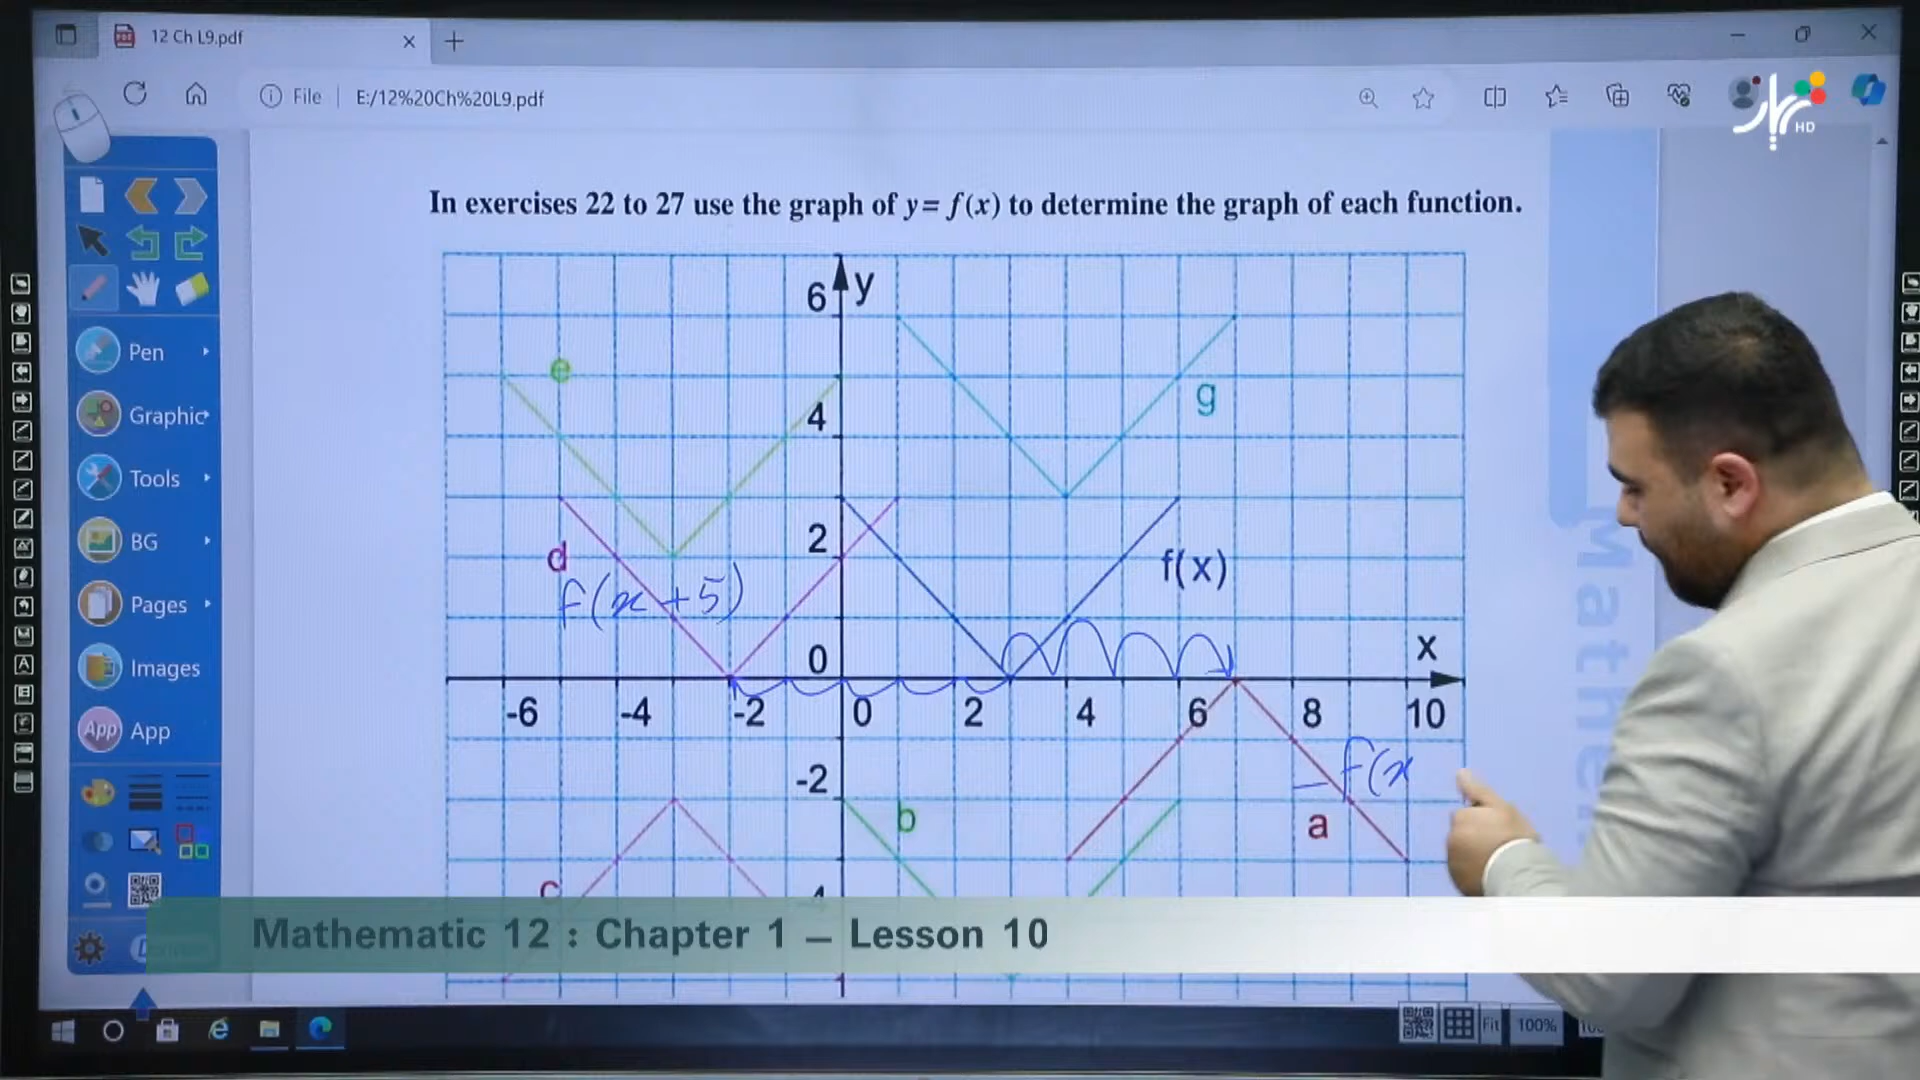 12 Ch L9.pdf
File
E:/12%20Ch%20L9.pdf
HD
In exercises 22 to 27 use the graph of y= f(x) to determine the graph of each function.
Pen
Graphic
Tools
BG
Pages
Images
App App
6 y
e
4
g
2
d
f(x+5)
f(x)
0
x
-6 -4 -2 0 2 4 6 8 10
-2
-f(x
b
a
c
Mathematic 12 : Chapter 1 – Lesson 10
Fit
100%